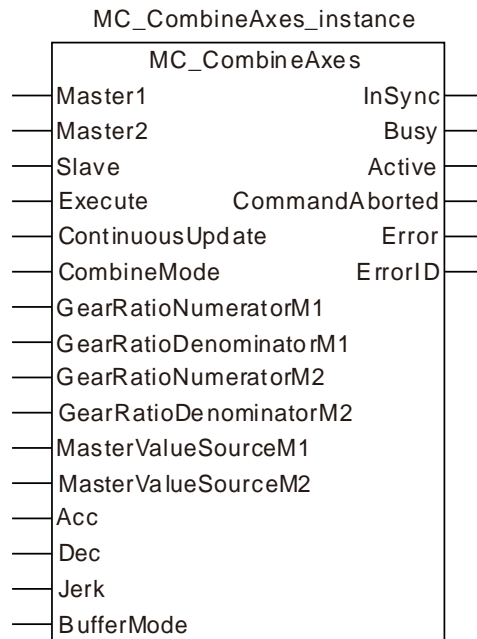 MC_CombineAxes_instance
MC_CombineAxes
Master1 InSync
Master2 Busy
Slave Active
Execute CommandAborted
ContinuousUpdate Error
CombineMode ErrorID
GearRatioNumeratorM1
GearRatioDenominatorM1
GearRatioNumeratorM2
GearRatioDenominatorM2
MasterValueSourceM1
MasterValueSourceM2
Acc
Dec
Jerk
BufferMode